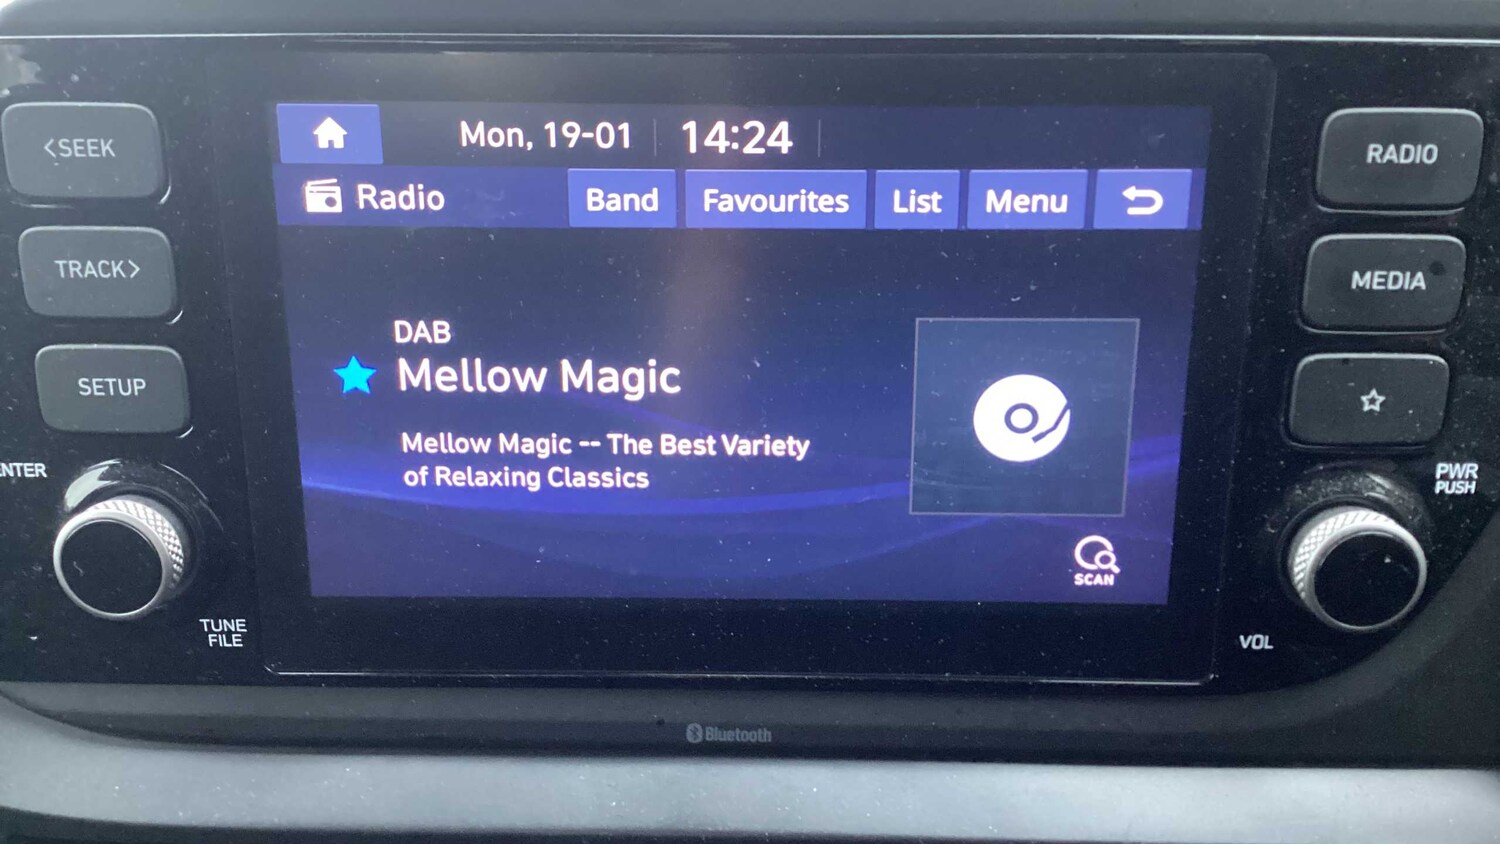 <SEEK
TRACK>
SETUP
TUNE
FILE
Mon, 19-01 14:24
Radio Band Favourites List Menu
DAB
Mellow Magic
Mellow Magic -- The Best Variety
of Relaxing Classics
SCAN
RADIO
MEDIA
PWR
PUSH
VOL
Bluetooth